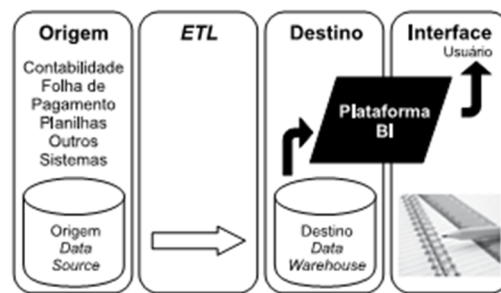 Origem
Contabilidade
Folha de
Pagamento
Planilhas
Outros
Sistemas
Origem
Data
Source
ETL
Destino
Plataforma
BI
Destino
Data
Warehouse
Interface
Usuário